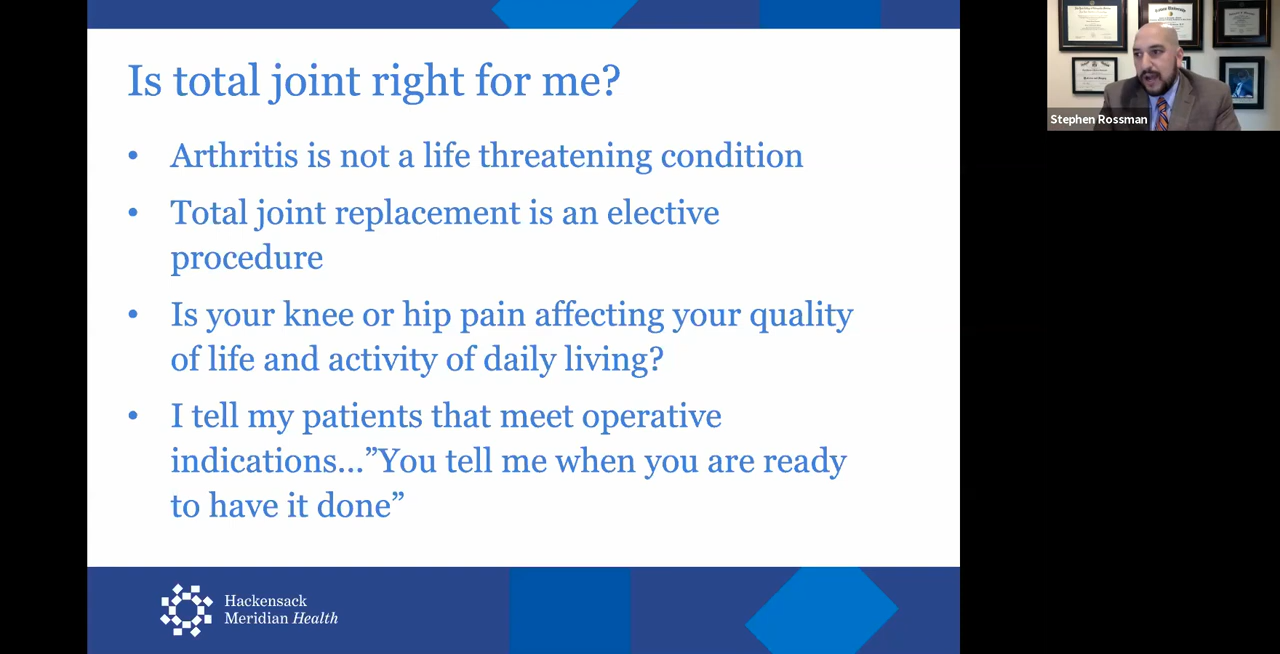 Is total joint right for me?
• Arthritis is not a life threatening condition
• Total joint replacement is an elective
procedure
• Is your knee or hip pain affecting your quality
of life and activity of daily living?
• I tell my patients that meet operative
indications...”You tell me when you are ready
to have it done”
Hackensack
Meridian Health
Stephen Rossman